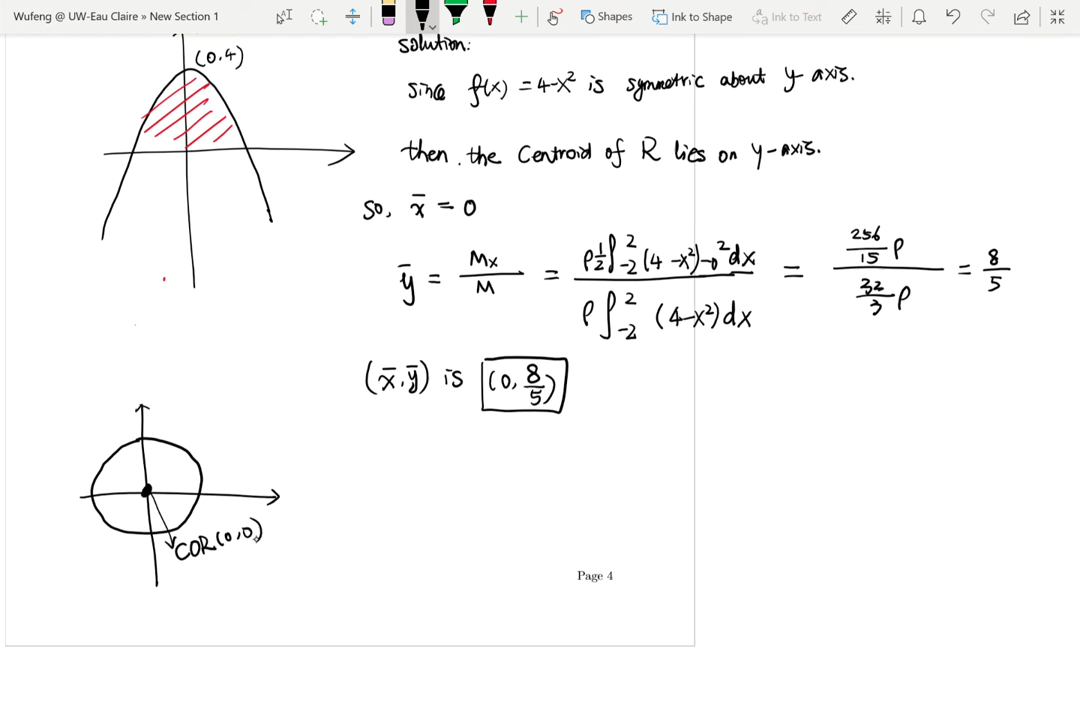 Wufeng @ UW-Eau Claire » New Section 1
Shapes
Ink to Shape
Ink to Text
(0.4)
solution:
since f(x) = 4-x² is symmetric about y axis.
then. the Centroid of R lies on y-axis.
so, x̄ = 0
ȳ = Mx/M = (ρ½∫₋₂² (4-x²)-0² dx)/(ρ∫₋₂² (4-x²)dx) = (256/15 ρ)/(32/3 ρ) = 8/5
(x̄.ȳ) is (0, 8/5)
COR(0,0)
Page 4